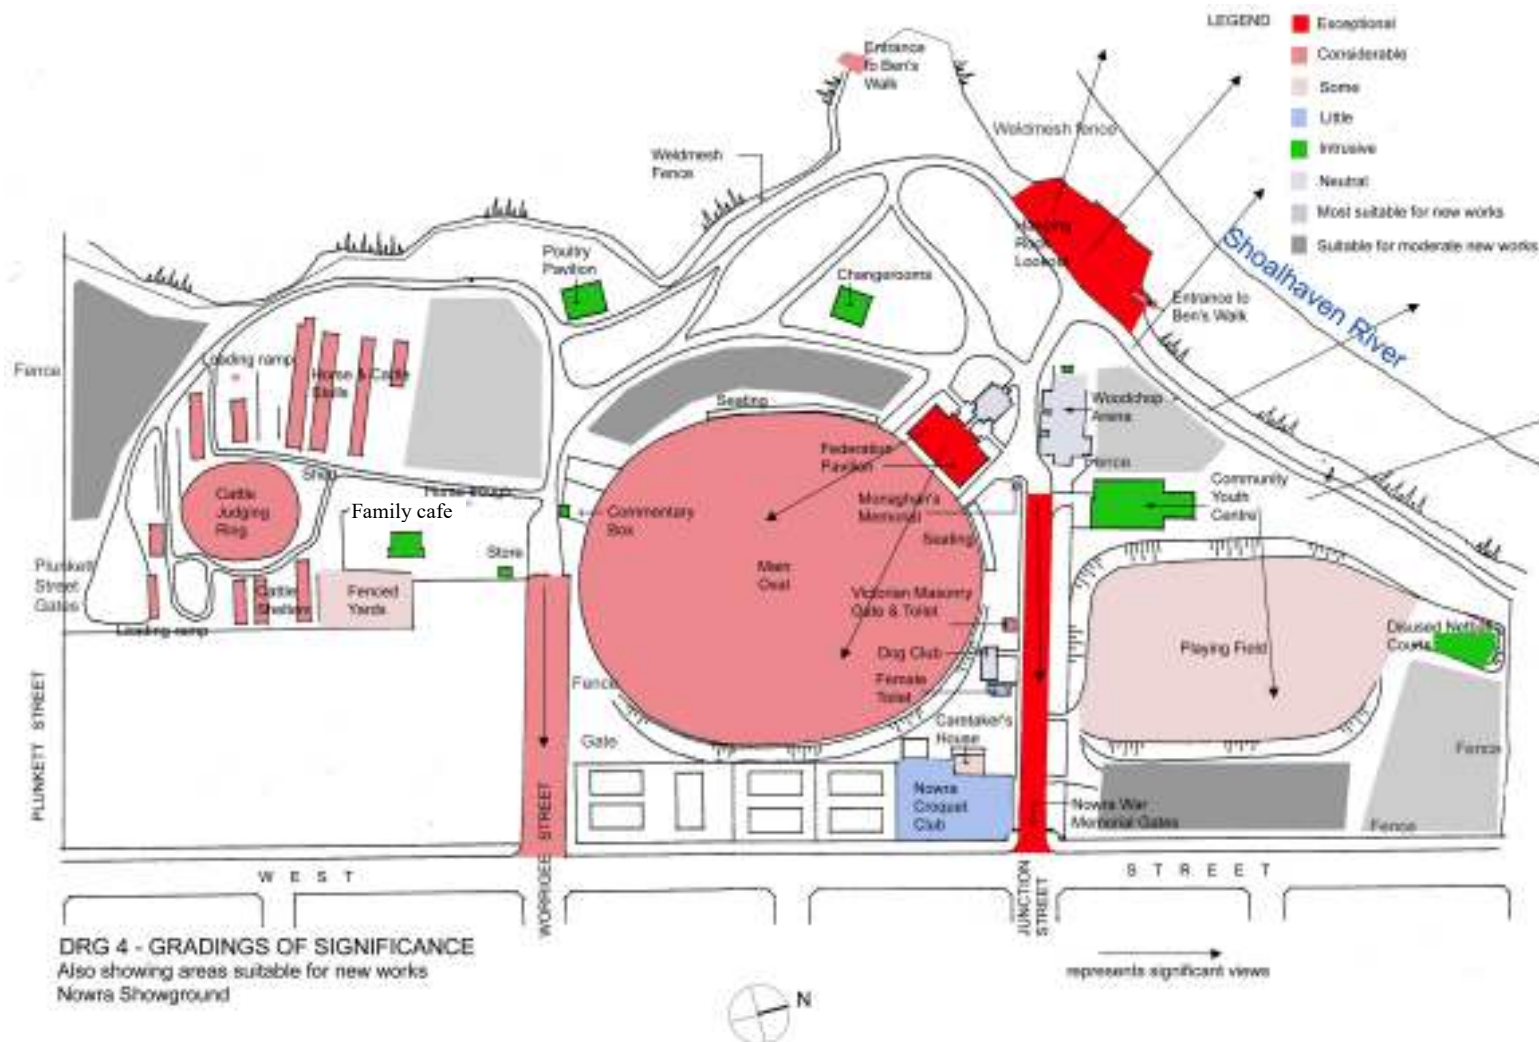 LEGEND
Exceptional
Considerable
Some
Little
Intrusive
Neutral
Most suitable for new works
Suitable for moderate new works
Entrance
to Ben's
Walk
Weldmesh fence
Weldmesh
Fence
Shoalhaven River
Poultry
Pavilion
Changerooms
Rock
Lookout
Entrance to
Ben's Walk
Fence
Loading ramp
Horse & Cattle
Stalls
Seating
Woodchop
Arena
Federation
Pavilion
Fence
Cattle
Judging
Ring
Shed
Horse trough
Family cafe
Commentary
Box
Monaghan's
Memorial
Community
Youth
Centre
Seating
Store
Plunkett
Street
Gates
Main
Oval
Cattle
Shelters
Fenced
Yards
Victorian Masonry
Gate & Toilet
Loading ramp
Disused Netball
Courts
Dog Club
Playing Field
Female
Toilet
Fence
PLUNKETT STREET
Caretaker's
House
Gate
Fence
Nowra
Croquet
Club
Nowra War
Memorial Gates
Fence
WEST
STREET
WORRIGEE STREET
JUNCTION
STREET
DRG 4 - GRADINGS OF SIGNIFICANCE
Also showing areas suitable for new works
Nowra Showground
represents significant views
N